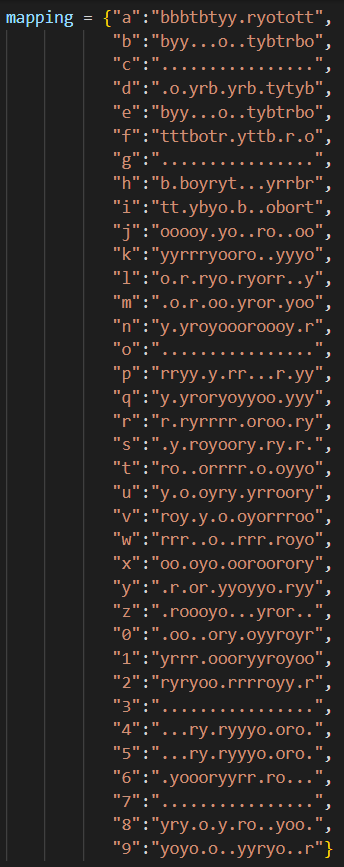 mapping = {"a":"bbbtbtyy.ryotott",
"b":"byy...o..tybtrbo",
"c":"................",
"d":".o.yrb.yrb.tytyb",
"e":"byy...o..tybtrbo",
"f":"tttbotr.yttb.r.o",
"g":"................",
"h":"b.boyryt...yrrbr",
"i":"tt.ybyo.b..obort",
"j":"ooooy.yo..ro..oo",
"k":"yyrrryooro..yyyo",
"l":"o.r.ryo.ryorr..y",
"m":".o.r.oo.yror.yoo",
"n":"y.yroyoooroooy.r",
"o":"................",
"p":"rryy.y.rr...r.yy",
"q":"y.yroryoyyoo.yyy",
"r":"r.ryrrrr.oroo.ry",
"s":".y.royoory.ry.r.",
"t":"ro..orrrr.o.oyyo",
"u":"y.o.oyry.yrroory",
"v":"roy.y.o.oyorrroo",
"w":"rrr..o..rrr.royo",
"x":"oo.oyo.ooroorory",
"y":".r.or.yyoyyo.ryy",
"z":".roooyo...yror..",
"0":".oo..ory.oyyroyr",
"1":"yrrr.oooryyroyoo",
"2":"ryryoo.rrrroyy.r",
"3":"................",
"4":"...ry.ryyyo.oro.",
"5":"...ry.ryyyo.oro.",
"6":".yoooryyrr.ro...",
"7":"................",
"8":"yry.o.y.ro..yoo.",
"9":"yoyo.o..yyryo..r"}